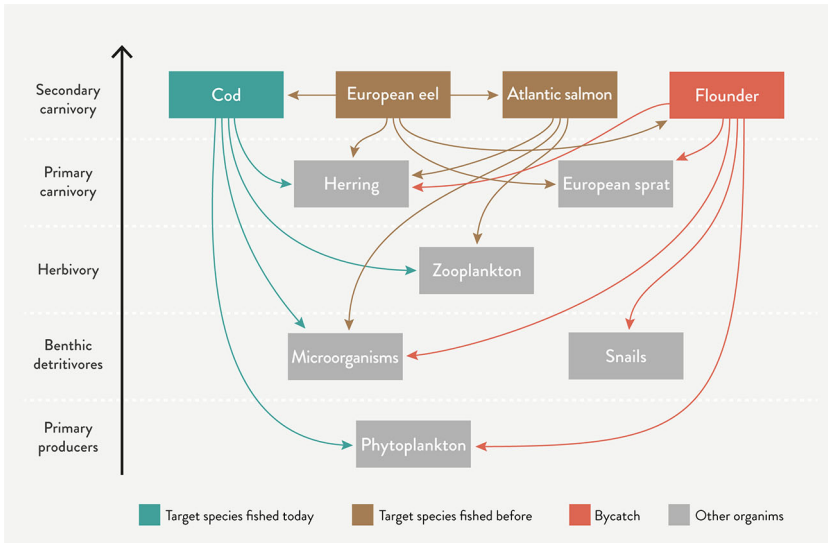 Secondary
carnivory
Cod
European eel
Atlantic salmon
Flounder
Primary
carnivory
Herring
European sprat
Herbivory
Zooplankton
Benthic
detritivores
Microorganisms
Snails
Primary
producers
Phytoplankton
Target species fished today
Target species fished before
Bycatch
Other organims